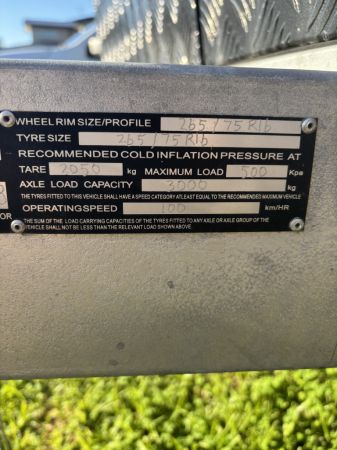 WHEEL RIM SIZE/PROFILE 265/75R16
TYRE SIZE 265/75R16
RECOMMENDED COLD INFLATION PRESSURE AT
TARE 2050 kg MAXIMUM LOAD 500 Kpa
AXLE LOAD CAPACITY 3000 kg
THE TYRES FITTED TO THIS VEHICLE SHALL HAVE A SPEED CATEGORY AT LEAST EQUAL TO THE RECOMMENDED MAXIMUM VEHICLE
OPERATING SPEED 100 km/HR
OR
THE SUM OF THE LOAD CARRYING CAPACITIES OF THE TYRES FITTED TO ANY AXLE OR AXLE GROUP OF THE
VEHICLE SHALL NOT BE LESS THAN THE RELEVANT LOAD SHOWN ABOVE